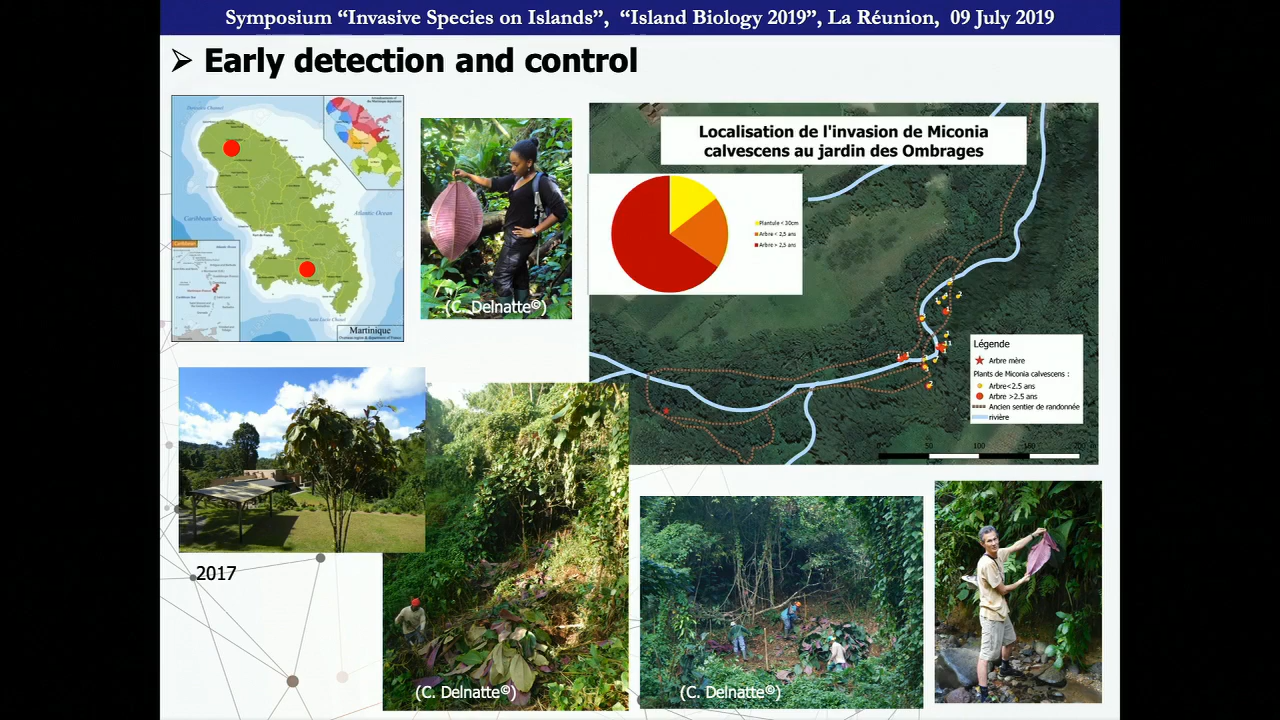 Symposium “Invasive Species on Islands”, “Island Biology 2019”, La Réunion, 09 July 2019
➢ Early detection and control
Caribbean Sea
Atlantic Ocean
Martinique
(C. Delnatte©)
Localisation de l'invasion de Miconia
calvescens au jardin des Ombrages
Plantule < 30cm
Arbre < 2,5 ans
Arbre > 2,5 ans
11
Légende
Arbre mère
Plants de Miconia calvescens :
Arbre<2.5 ans
Arbre >2.5 ans
Ancien sentier de randonnée
rivière
50
100
2017
(C. Delnatte©)
(C. Delnatte©)